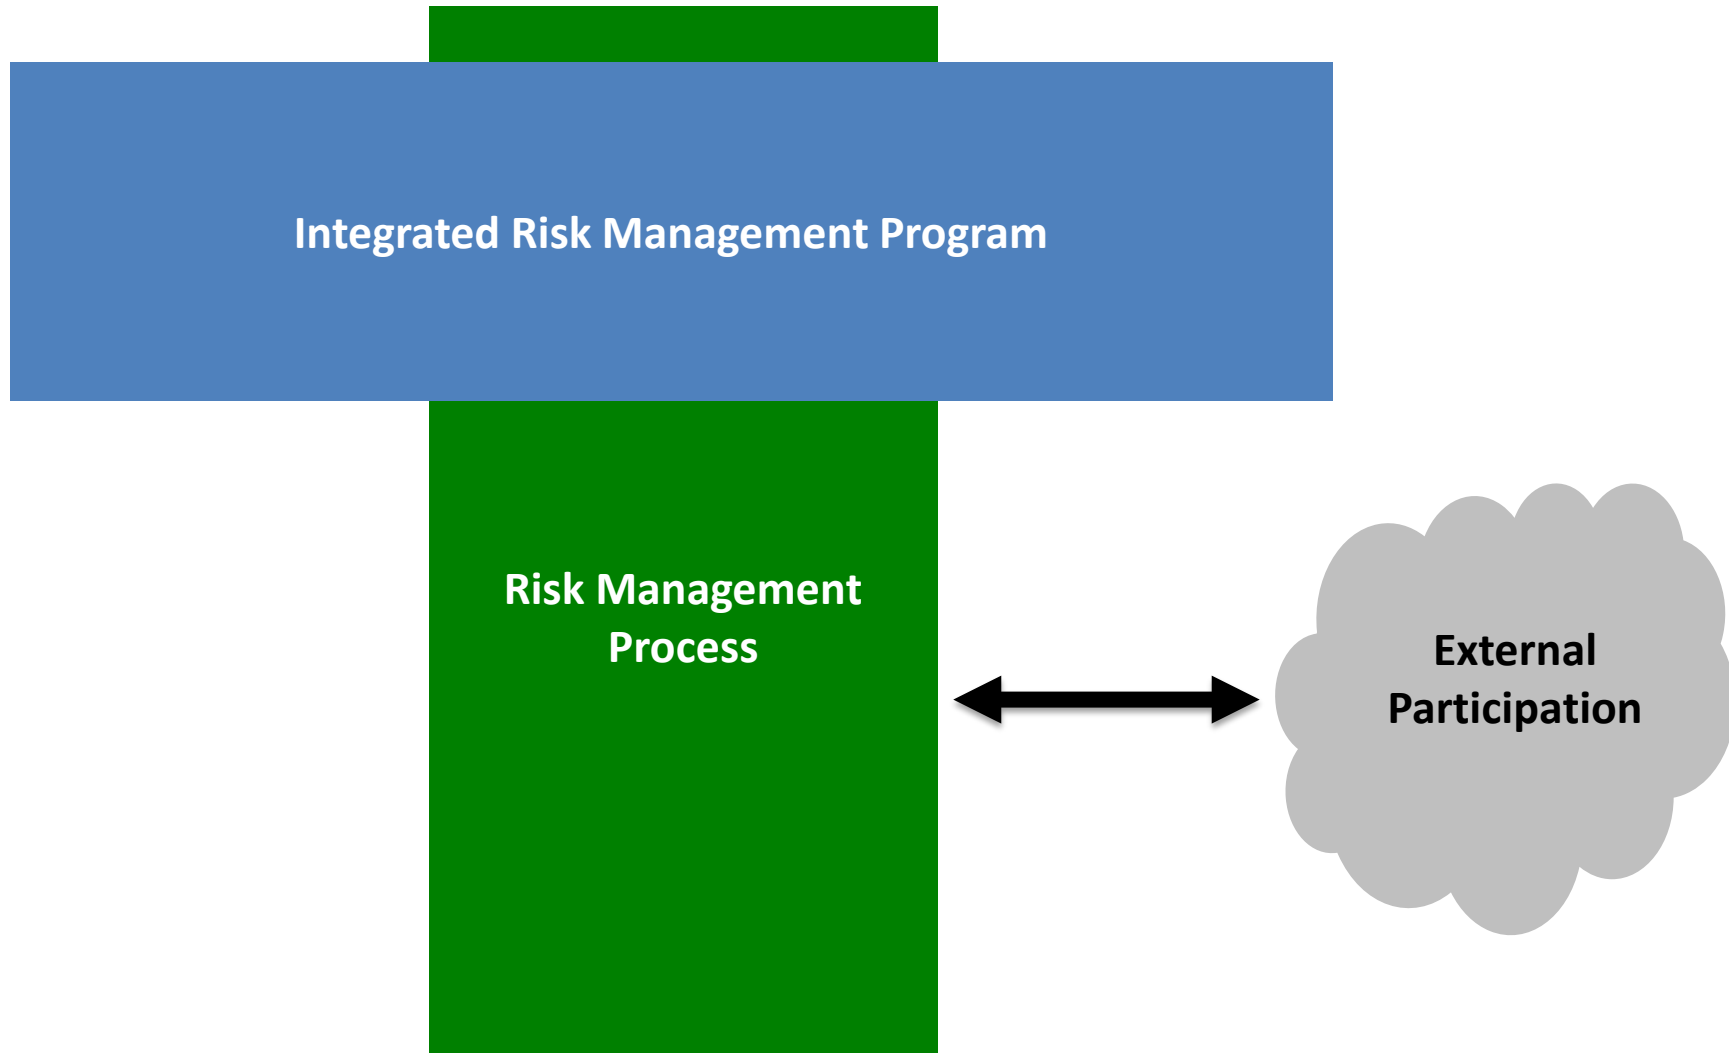 Integrated Risk Management Program
Risk Management
Process
External
Participation